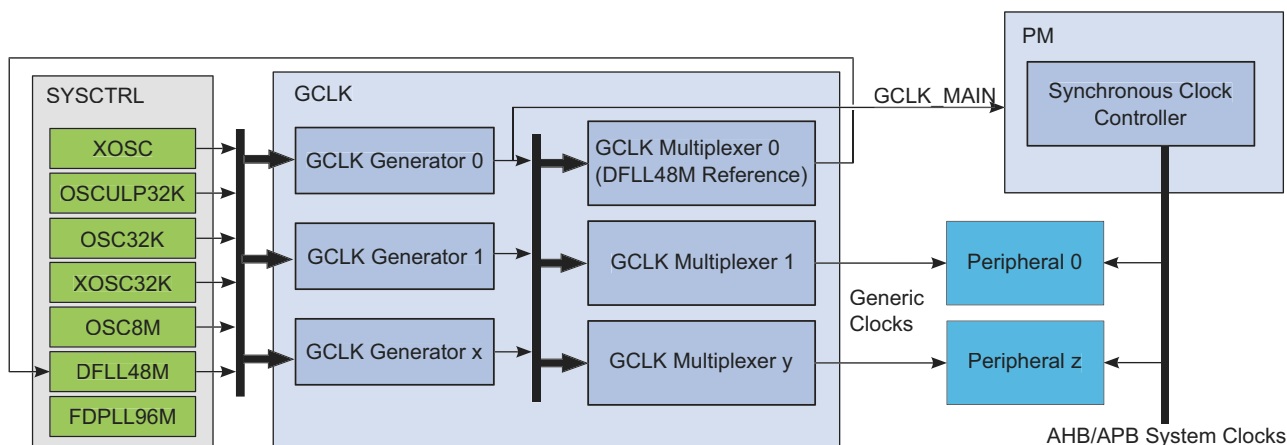 SYSCTRL
XOSC
OSCULP32K
OSC32K
XOSC32K
OSC8M
DFLL48M
FDPLL96M
GCLK
GCLK Generator 0
GCLK Generator 1
GCLK Generator x
GCLK Multiplexer 0
(DFLL48M Reference)
GCLK Multiplexer 1
GCLK Multiplexer y
GCLK_MAIN
PM
Synchronous Clock
Controller
Generic
Clocks
Peripheral 0
Peripheral z
AHB/APB System Clocks